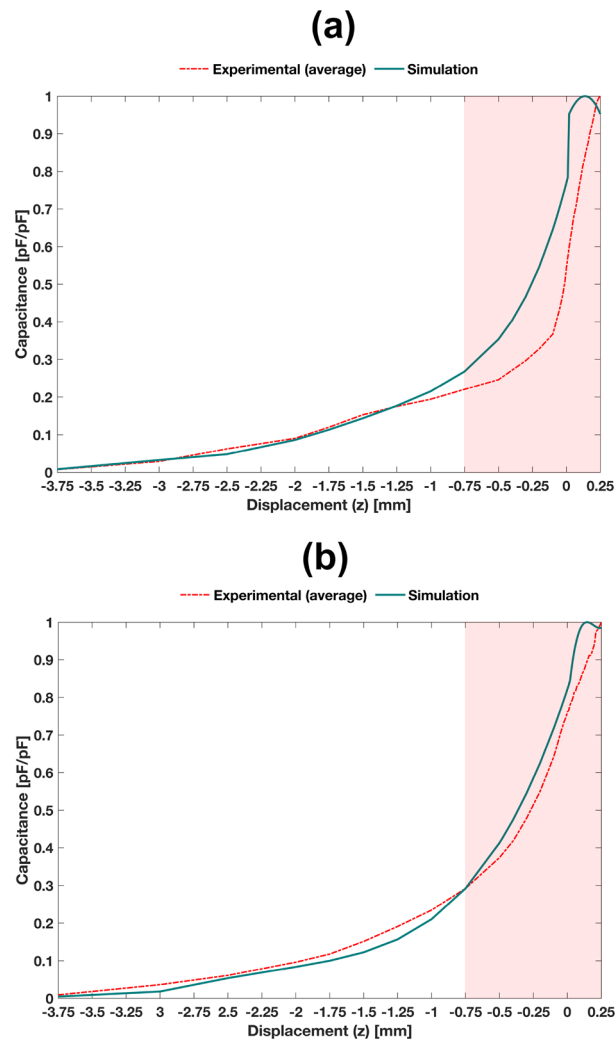 (a)
Experimental (average) Simulation
1
0.9
0.8
0.7
0.6
0.5
0.4
0.3
0.2
0.1
0
Capacitance [pF/pF]
-3.75 -3.5 -3.25 -3 -2.75 -2.5 -2.25 -2 -1.75 -1.5 -1.25 -1 -0.75 -0.5 -0.25 0 0.25
Displacement (z) [mm]
(b)
Experimental (average) Simulation
1
0.9
0.8
0.7
0.6
0.5
0.4
0.3
0.2
0.1
0
Capacitance [pF/pF]
-3.75 -3.5 -3.25 3 -2.75 -2.5 -2.25 -2 -1.75 -1.5 -1.25 -1 -0.75 -0.5 -0.25 0 0.25
Displacement (z) [mm]